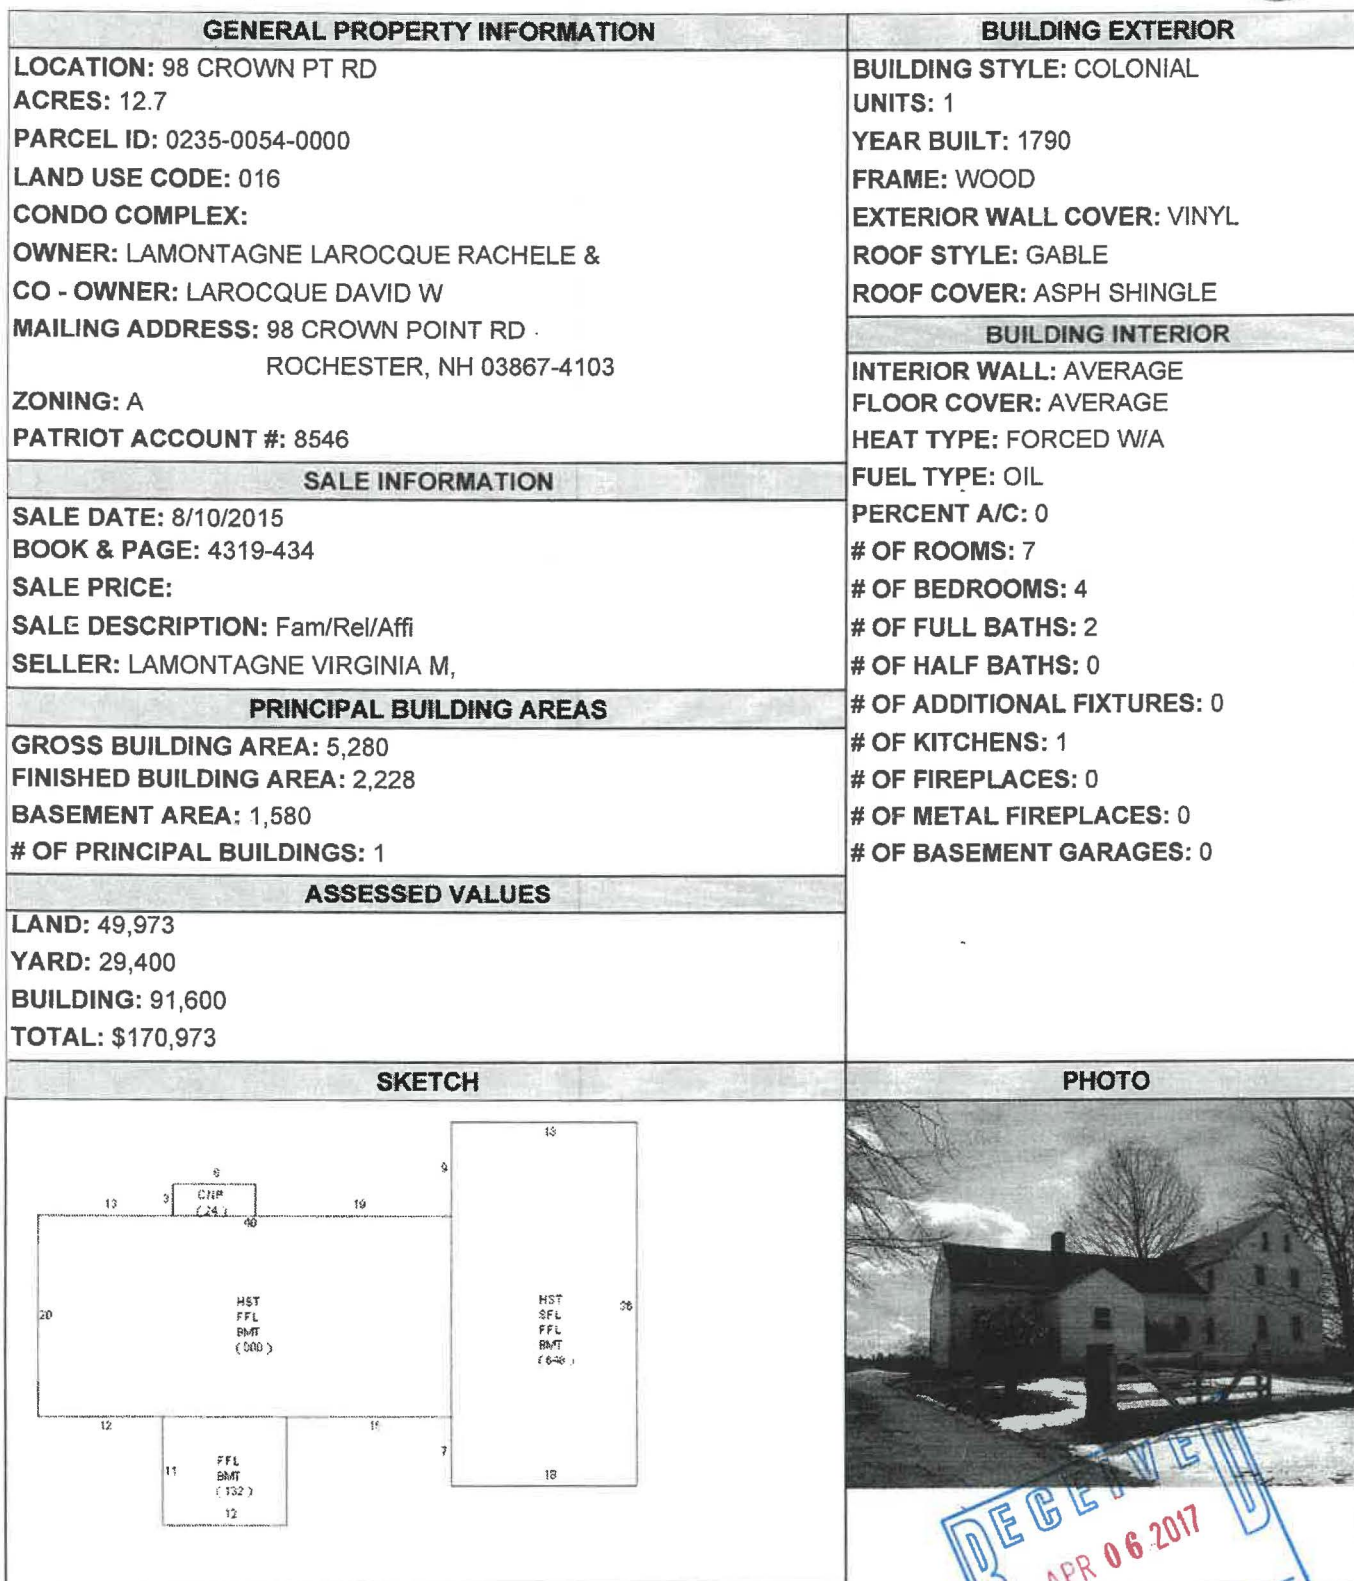 GENERAL PROPERTY INFORMATION
LOCATION: 98 CROWN PT RD
ACRES: 12.7
PARCEL ID: 0235-0054-0000
LAND USE CODE: 016
CONDO COMPLEX:
OWNER: LAMONTAGNE LAROCQUE RACHELE &
CO - OWNER: LAROCQUE DAVID W
MAILING ADDRESS: 98 CROWN POINT RD
ROCHESTER, NH 03867-4103
ZONING: A
PATRIOT ACCOUNT #: 8546
SALE INFORMATION
SALE DATE: 8/10/2015
BOOK & PAGE: 4319-434
SALE PRICE:
SALE DESCRIPTION: Fam/Rel/Affi
SELLER: LAMONTAGNE VIRGINIA M,
PRINCIPAL BUILDING AREAS
GROSS BUILDING AREA: 5,280
FINISHED BUILDING AREA: 2,228
BASEMENT AREA: 1,580
# OF PRINCIPAL BUILDINGS: 1
ASSESSED VALUES
LAND: 49,973
YARD: 29,400
BUILDING: 91,600
TOTAL: $170,973
BUILDING EXTERIOR
BUILDING STYLE: COLONIAL
UNITS: 1
YEAR BUILT: 1790
FRAME: WOOD
EXTERIOR WALL COVER: VINYL
ROOF STYLE: GABLE
ROOF COVER: ASPH SHINGLE
BUILDING INTERIOR
INTERIOR WALL: AVERAGE
FLOOR COVER: AVERAGE
HEAT TYPE: FORCED W/A
FUEL TYPE: OIL
PERCENT A/C: 0
# OF ROOMS: 7
# OF BEDROOMS: 4
# OF FULL BATHS: 2
# OF HALF BATHS: 0
# OF ADDITIONAL FIXTURES: 0
# OF KITCHENS: 1
# OF FIREPLACES: 0
# OF METAL FIREPLACES: 0
# OF BASEMENT GARAGES: 0
SKETCH
9
13
3
19
40
20
HST
FFL
BMT
12
11
FFL
BMT
(132)
12
7
HST
SFL
FFL
BMT
36
18
PHOTO
RECEIVED
APR 06 2017